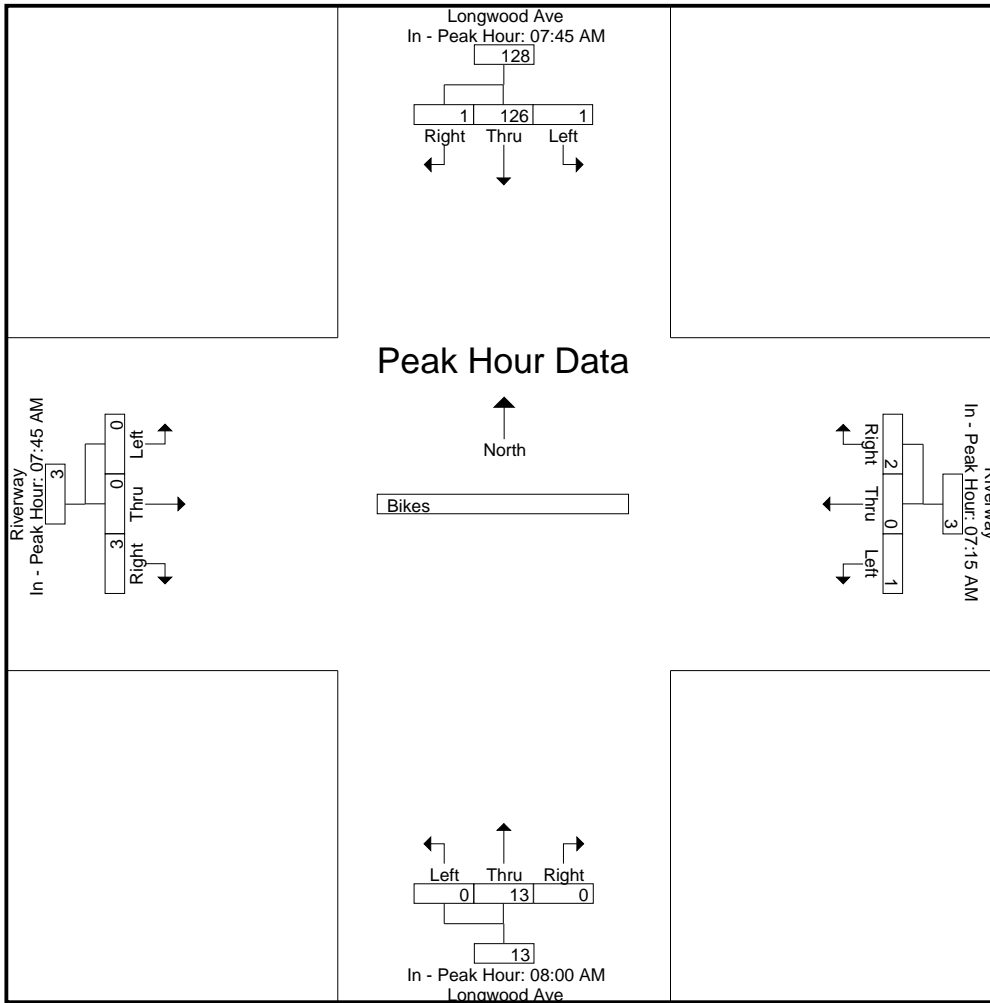 Longwood Ave
In - Peak Hour: 07:45 AM
128
1 126 1
Right Thru Left
Peak Hour Data
North
Bikes
Riverway
In - Peak Hour: 07:45 AM
3
0 0 3
Left Thru Right
Riverway
In - Peak Hour: 07:15 AM
3
2 0 1
Right Thru Left
Left Thru Right
0 13 0
13
In - Peak Hour: 08:00 AM
Longwood Ave